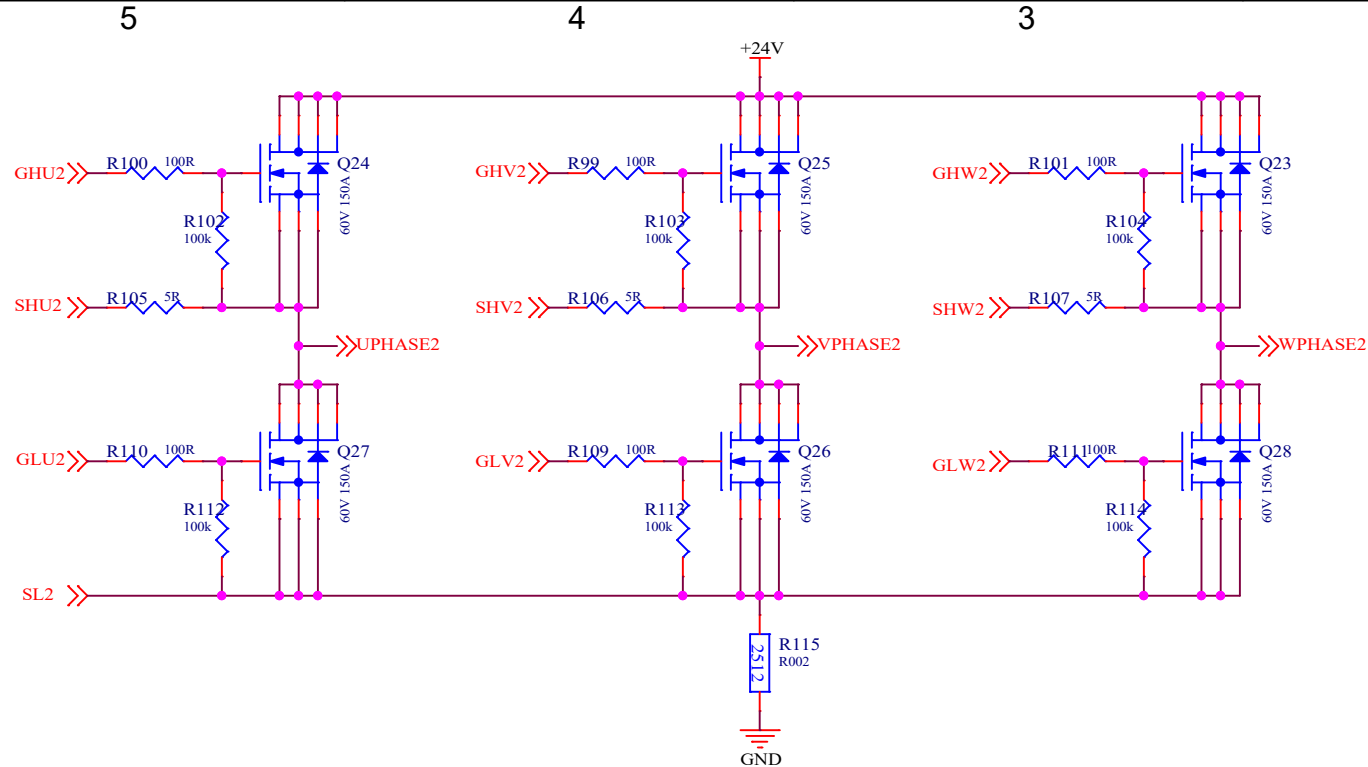 5
4
3
+24V
GHU2
R100
100R
Q24
60V 150A
R102
100k
SHU2
R105
5R
UPHASE2
GHV2
R99
100R
Q25
60V 150A
R103
100k
SHV2
R106
5R
VPHASE2
GHW2
R101
100R
Q23
60V 150A
R104
100k
SHW2
R107
5R
WPHASE2
GLU2
R110
100R
Q27
60V 150A
R112
100k
GLV2
R109
100R
Q26
60V 150A
R113
100k
GLW2
R111
100R
Q28
60V 150A
R114
100k
SL2
2512
R115
R002
GND